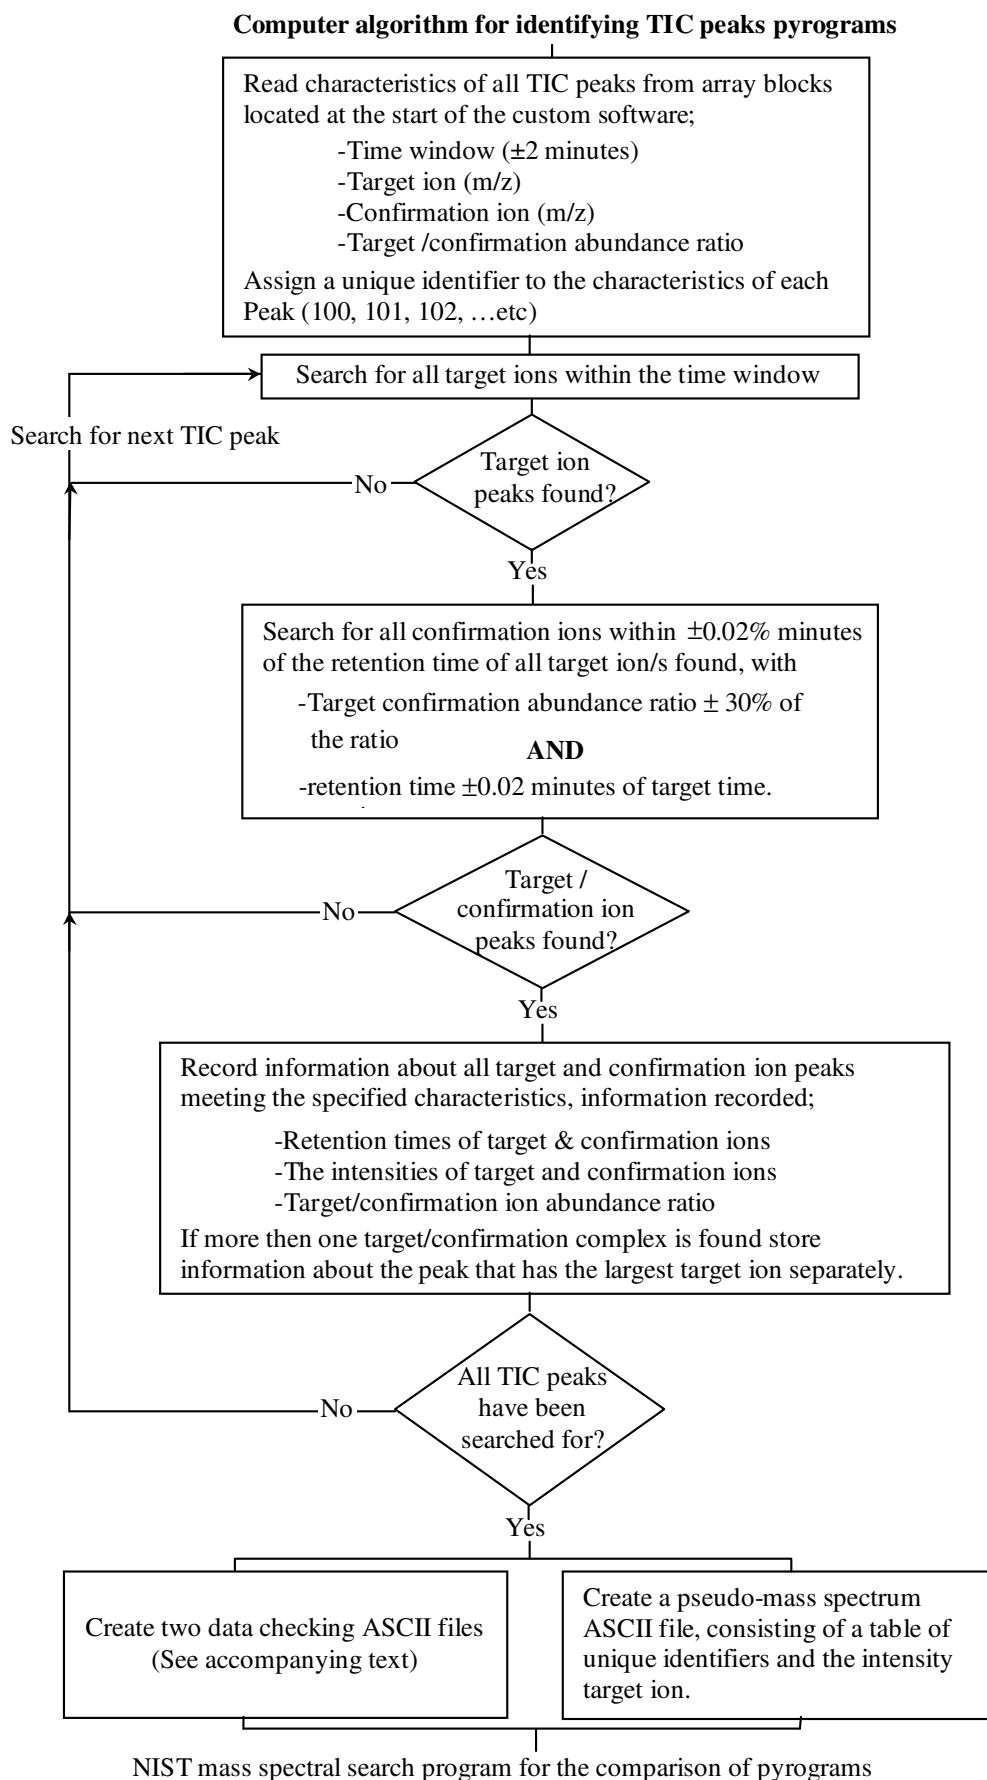 Computer algorithm for identifying TIC peaks pyrograms
Read characteristics of all TIC peaks from array blocks
located at the start of the custom software;
-Time window (±2 minutes)
-Target ion (m/z)
-Confirmation ion (m/z)
-Target /confirmation abundance ratio
Assign a unique identifier to the characteristics of each
Peak (100, 101, 102, …etc)
Search for all target ions within the time window
Search for next TIC peak
Target ion
peaks found?
No
Yes
Search for all confirmation ions within ±0.02% minutes
of the retention time of all target ion/s found, with
-Target confirmation abundance ratio ± 30% of
the ratio
AND
-retention time ±0.02 minutes of target time.
Target /
confirmation ion
peaks found?
No
Yes
Record information about all target and confirmation ion peaks
meeting the specified characteristics, information recorded;
-Retention times of target & confirmation ions
-The intensities of target and confirmation ions
-Target/confirmation ion abundance ratio
If more then one target/confirmation complex is found store
information about the peak that has the largest target ion separately.
All TIC peaks
have been
searched for?
No
Yes
Create two data checking ASCII files
(See accompanying text)
Create a pseudo-mass spectrum
ASCII file, consisting of a table of
unique identifiers and the intensity
target ion.
NIST mass spectral search program for the comparison of pyrograms